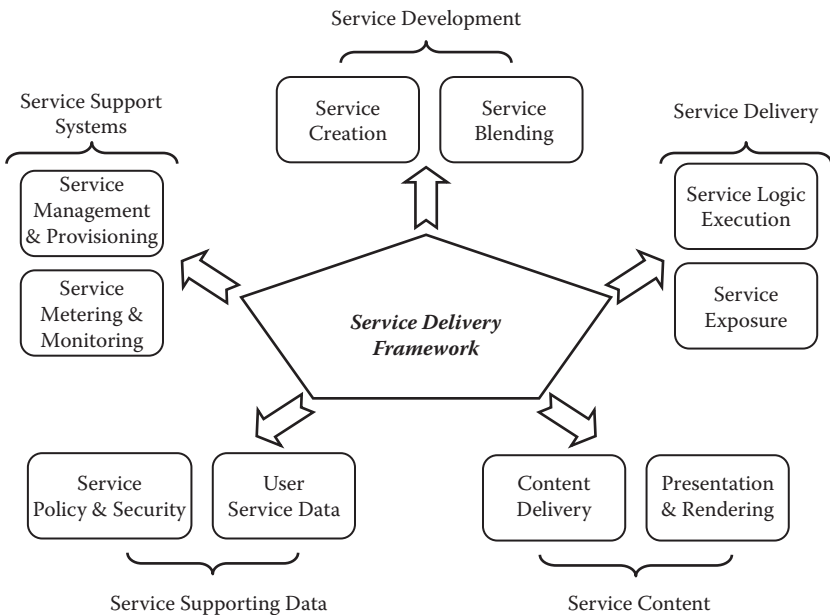 Service Development
Service
Creation
Service
Blending
Service Support
Systems
Service
Management
& Provisioning
Service
Metering &
Monitoring
Service Delivery
Service Logic
Execution
Service
Exposure
Service Delivery
Framework
Service
Policy & Security
User
Service Data
Service Supporting Data
Content
Delivery
Presentation
& Rendering
Service Content